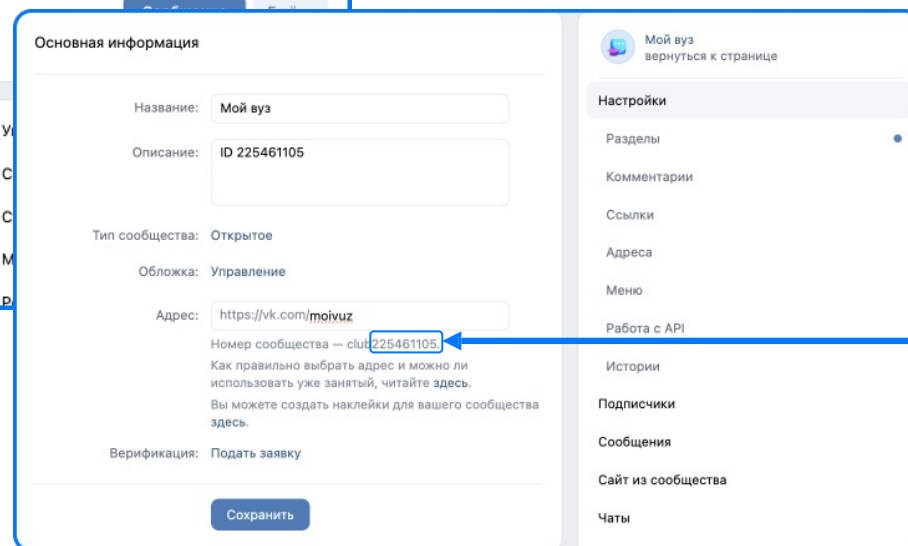 Основная информация
Название: Мой вуз
Описание: ID 225461105
Тип сообщества: Открытое
Обложка: Управление
Адрес: https://vk.com/moivuz
Номер сообщества — club225461105.
Как правильно выбрать адрес и можно ли
использовать уже занятый, читайте здесь.
Вы можете создать наклейки для вашего сообщества
здесь.
Верификация: Подать заявку
Сохранить
Мой вуз
вернуться к странице
Настройки
Разделы
Комментарии
Ссылки
Адреса
Меню
Работа с API
Истории
Подписчики
Сообщения
Сайт из сообщества
Чаты